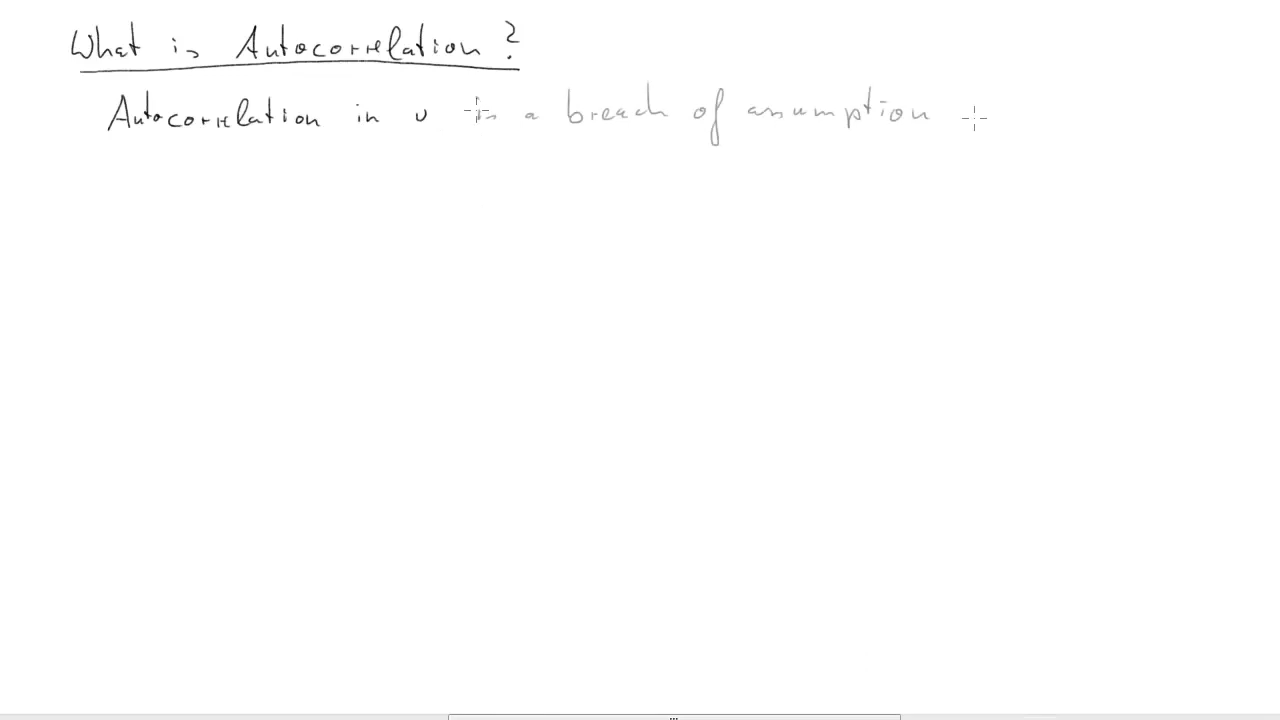 What is Autocorrelation?
Autocorrelation in u is a breach of assumption